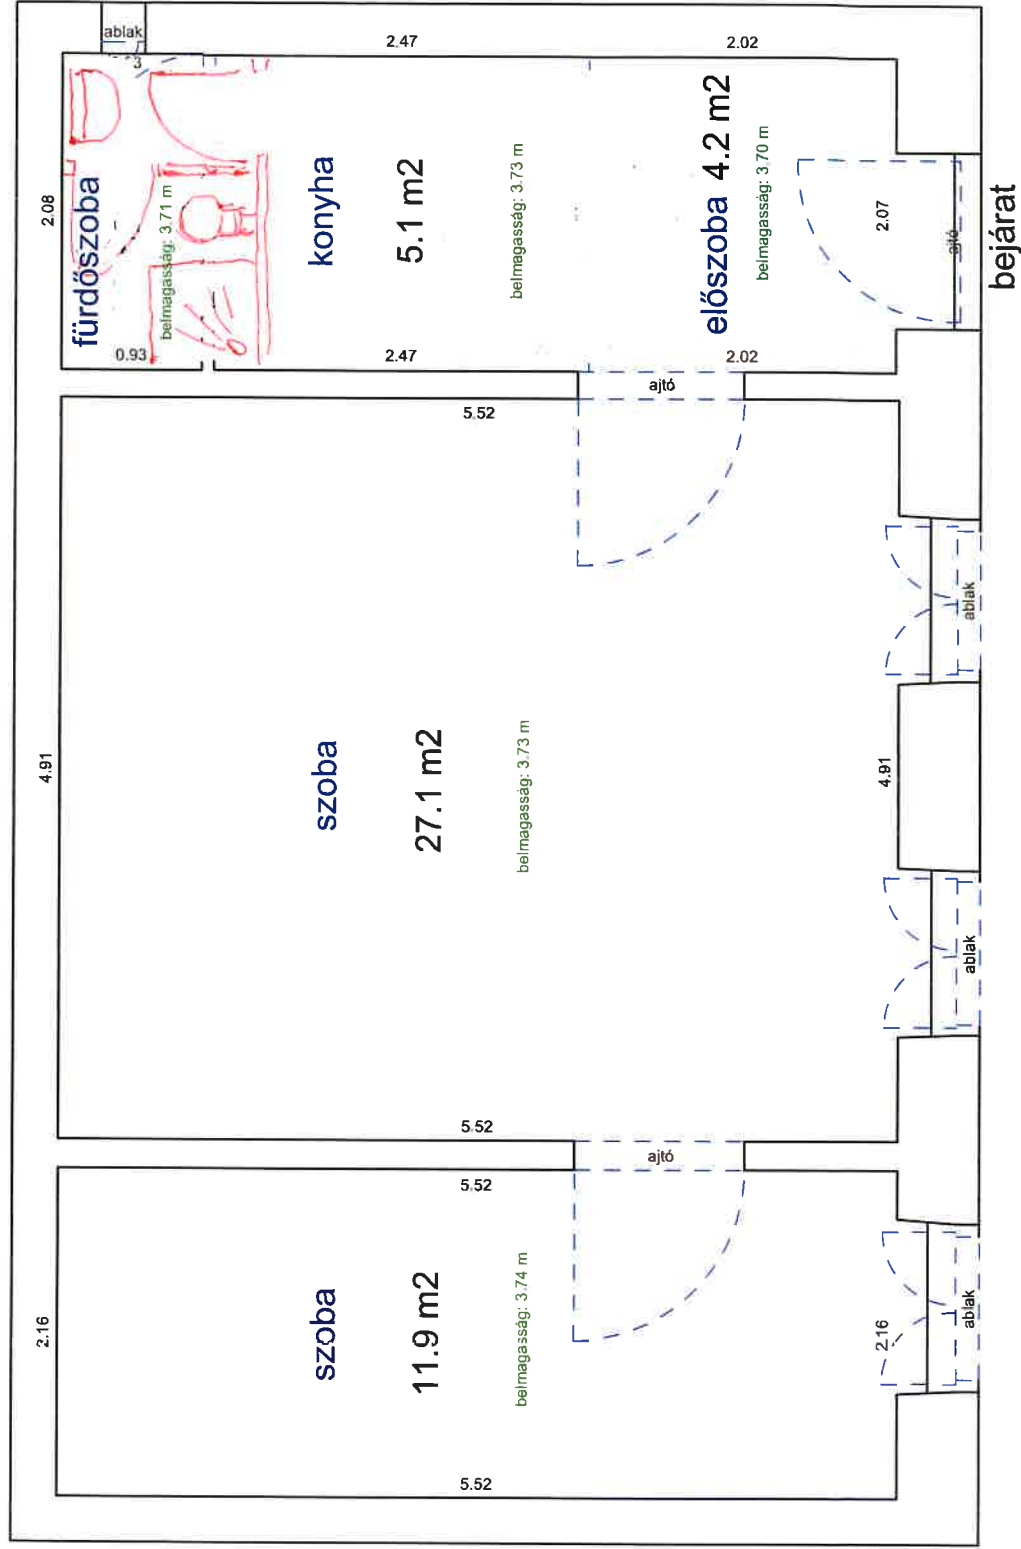 ablak
2.47
2.02
2.08
fürdőszoba
belmagasság: 3.71 m
0.93
konyha
5.1 m2
belmagasság: 3.73 m
előszoba 4.2 m2
belmagasság: 3.70 m
2.07
ajtó
bejárat
2.47
2.02
ajtó
5.52
4.91
szoba
27.1 m2
belmagasság: 3.73 m
4.91
ablak
ablak
5.52
ajtó
5.52
2.16
szoba
11.9 m2
belmagasság: 3.74 m
2.16
ablak
5.52